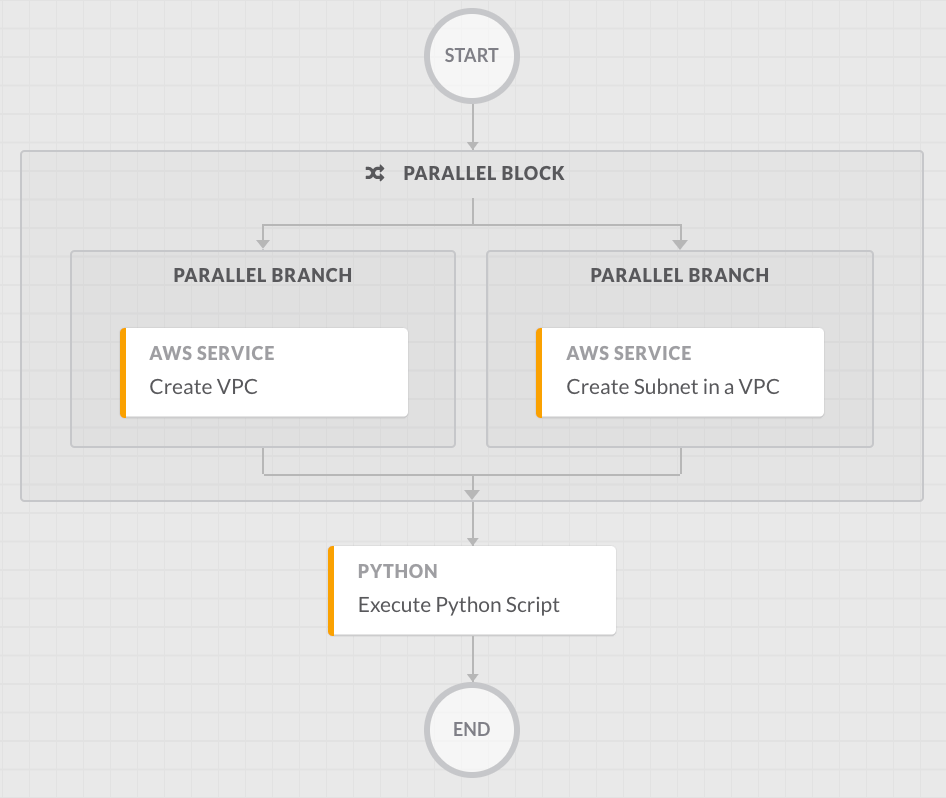 START
PARALLEL BLOCK
PARALLEL BRANCH
PARALLEL BRANCH
AWS SERVICE
Create VPC
AWS SERVICE
Create Subnet in a VPC
PYTHON
Execute Python Script
END